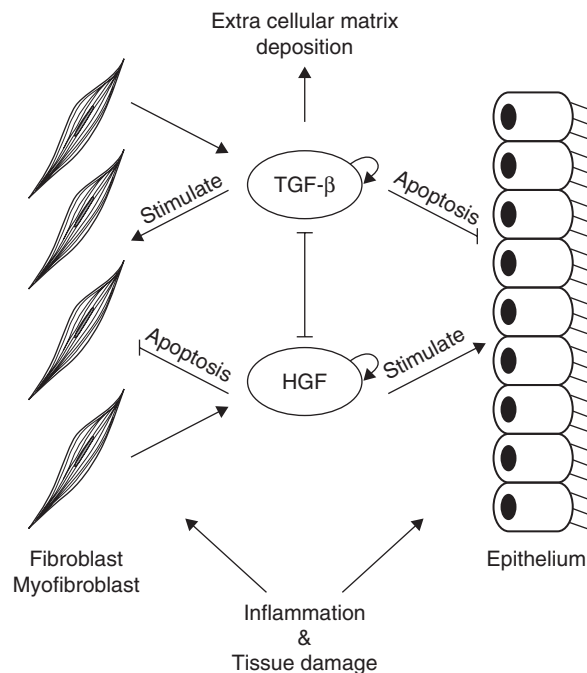 Extra cellular matrix
deposition
TGF-β
Stimulate
Apoptosis
Apoptosis
HGF
Stimulate
Fibroblast
Myofibroblast
Epithelium
Inflammation
&
Tissue damage